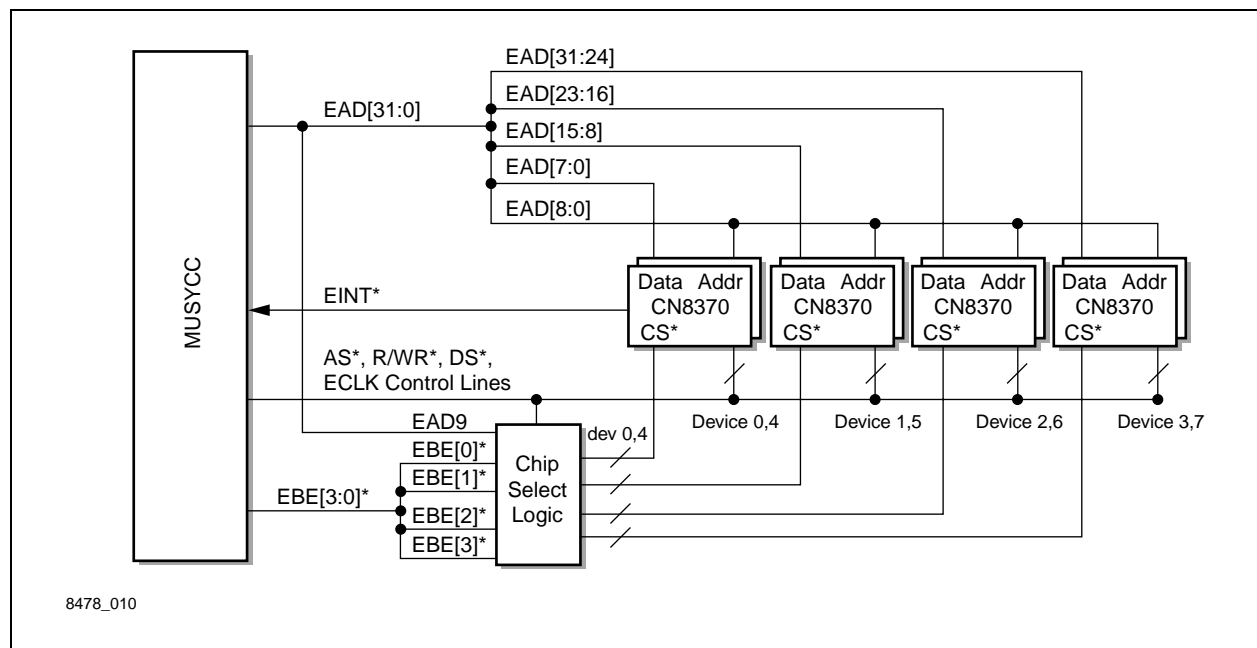 EAD[31:24]
EAD[23:16]
EAD[31:0]
EAD[15:8]
EAD[7:0]
EAD[8:0]
MUSYCC
Data Addr
CN8370
CS*
Data Addr
CN8370
CS*
Data Addr
CN8370
CS*
Data Addr
CN8370
CS*
EINT*
AS*, R/WR*, DS*,
ECLK Control Lines
Device 0,4
Device 1,5
Device 2,6
Device 3,7
EAD9
dev 0,4
EBE[0]*
EBE[1]*
EBE[3:0]*
EBE[2]*
EBE[3]*
Chip
Select
Logic
8478_010